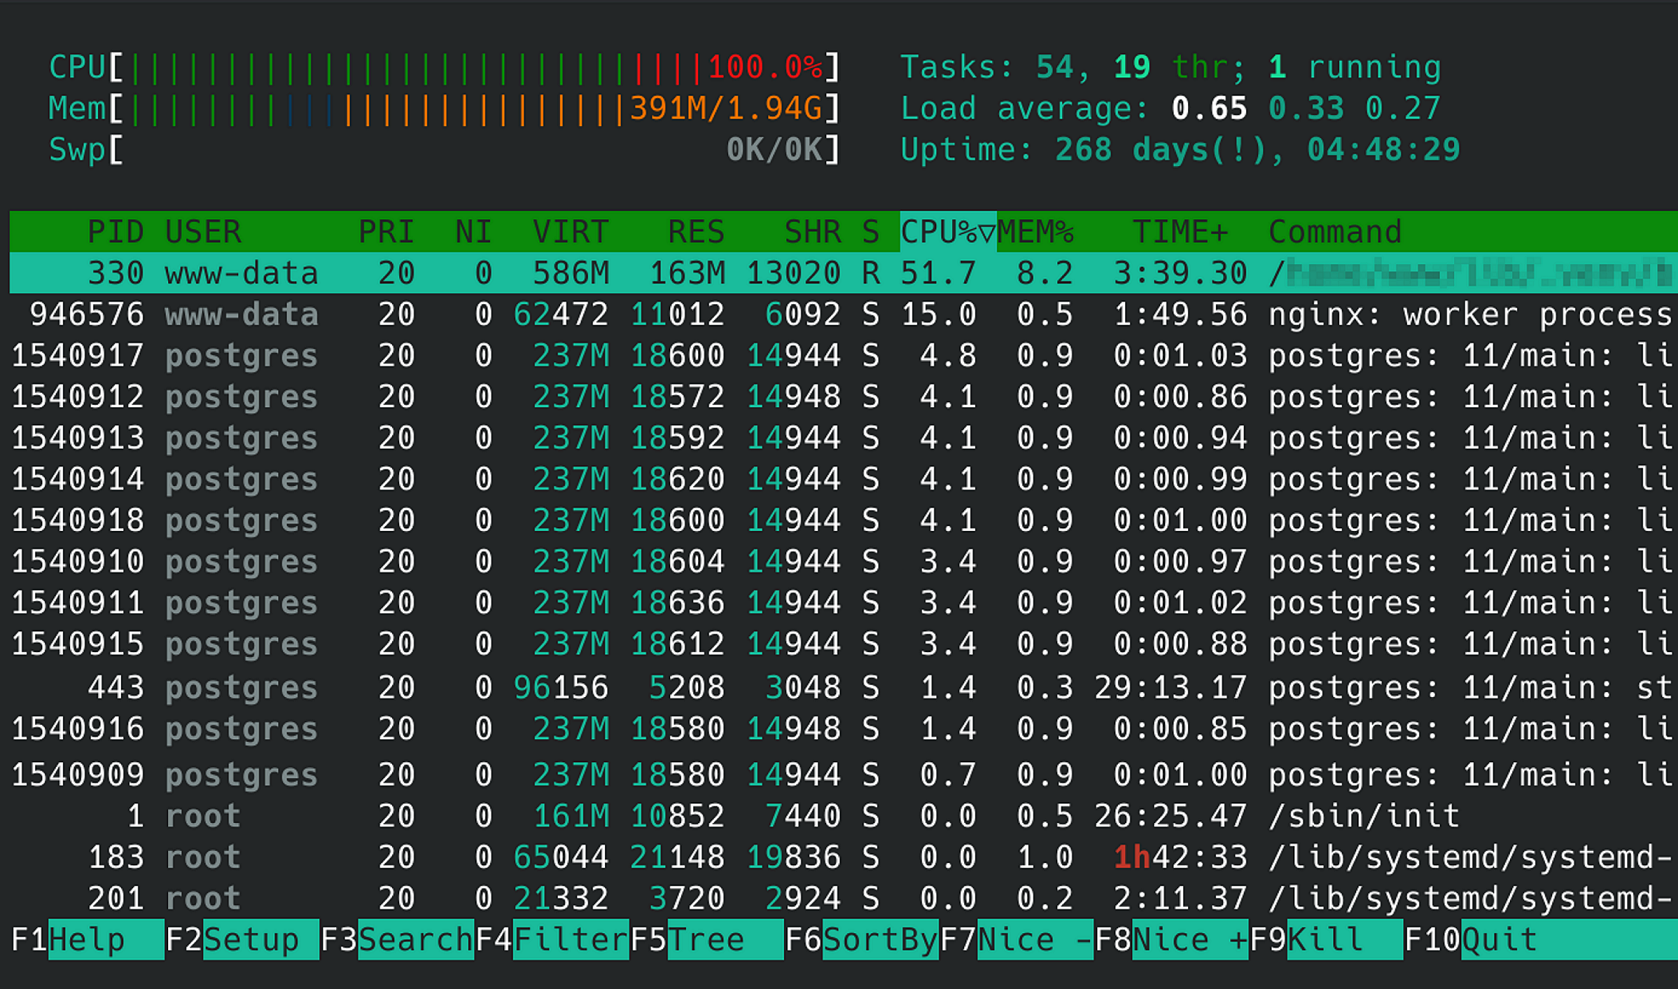 CPU[||||||||||||||||||||||||||||||100.0%] Tasks: 54, 19 thr; 1 running
Mem[||||||||||||||||||||||||||391M/1.94G] Load average: 0.65 0.33 0.27
Swp[ 0K/0K] Uptime: 268 days(!), 04:48:29
PID USER PRI NI VIRT RES SHR S CPU%▽MEM% TIME+ Command
330 www-data 20 0 586M 163M 13020 R 51.7 8.2 3:39.30 /
946576 www-data 20 0 62472 11012 6092 S 15.0 0.5 1:49.56 nginx: worker process
1540917 postgres 20 0 237M 18600 14944 S 4.8 0.9 0:01.03 postgres: 11/main: li
1540912 postgres 20 0 237M 18572 14948 S 4.1 0.9 0:00.86 postgres: 11/main: li
1540913 postgres 20 0 237M 18592 14944 S 4.1 0.9 0:00.94 postgres: 11/main: li
1540914 postgres 20 0 237M 18620 14944 S 4.1 0.9 0:00.99 postgres: 11/main: li
1540918 postgres 20 0 237M 18600 14944 S 4.1 0.9 0:01.00 postgres: 11/main: li
1540910 postgres 20 0 237M 18604 14944 S 3.4 0.9 0:00.97 postgres: 11/main: li
1540911 postgres 20 0 237M 18636 14944 S 3.4 0.9 0:01.02 postgres: 11/main: li
1540915 postgres 20 0 237M 18612 14944 S 3.4 0.9 0:00.88 postgres: 11/main: li
443 postgres 20 0 96156 5208 3048 S 1.4 0.3 29:13.17 postgres: 11/main: st
1540916 postgres 20 0 237M 18580 14948 S 1.4 0.9 0:00.85 postgres: 11/main: li
1540909 postgres 20 0 237M 18580 14944 S 0.7 0.9 0:01.00 postgres: 11/main: li
1 root 20 0 161M 10852 7440 S 0.0 0.5 26:25.47 /sbin/init
183 root 20 0 65044 21148 19836 S 0.0 1.0 1h42:33 /lib/systemd/systemd-
201 root 20 0 21332 3720 2924 S 0.0 0.2 2:11.37 /lib/systemd/systemd-
F1Help F2Setup F3SearchF4FilterF5Tree F6SortByF7Nice -F8Nice +F9Kill F10Quit